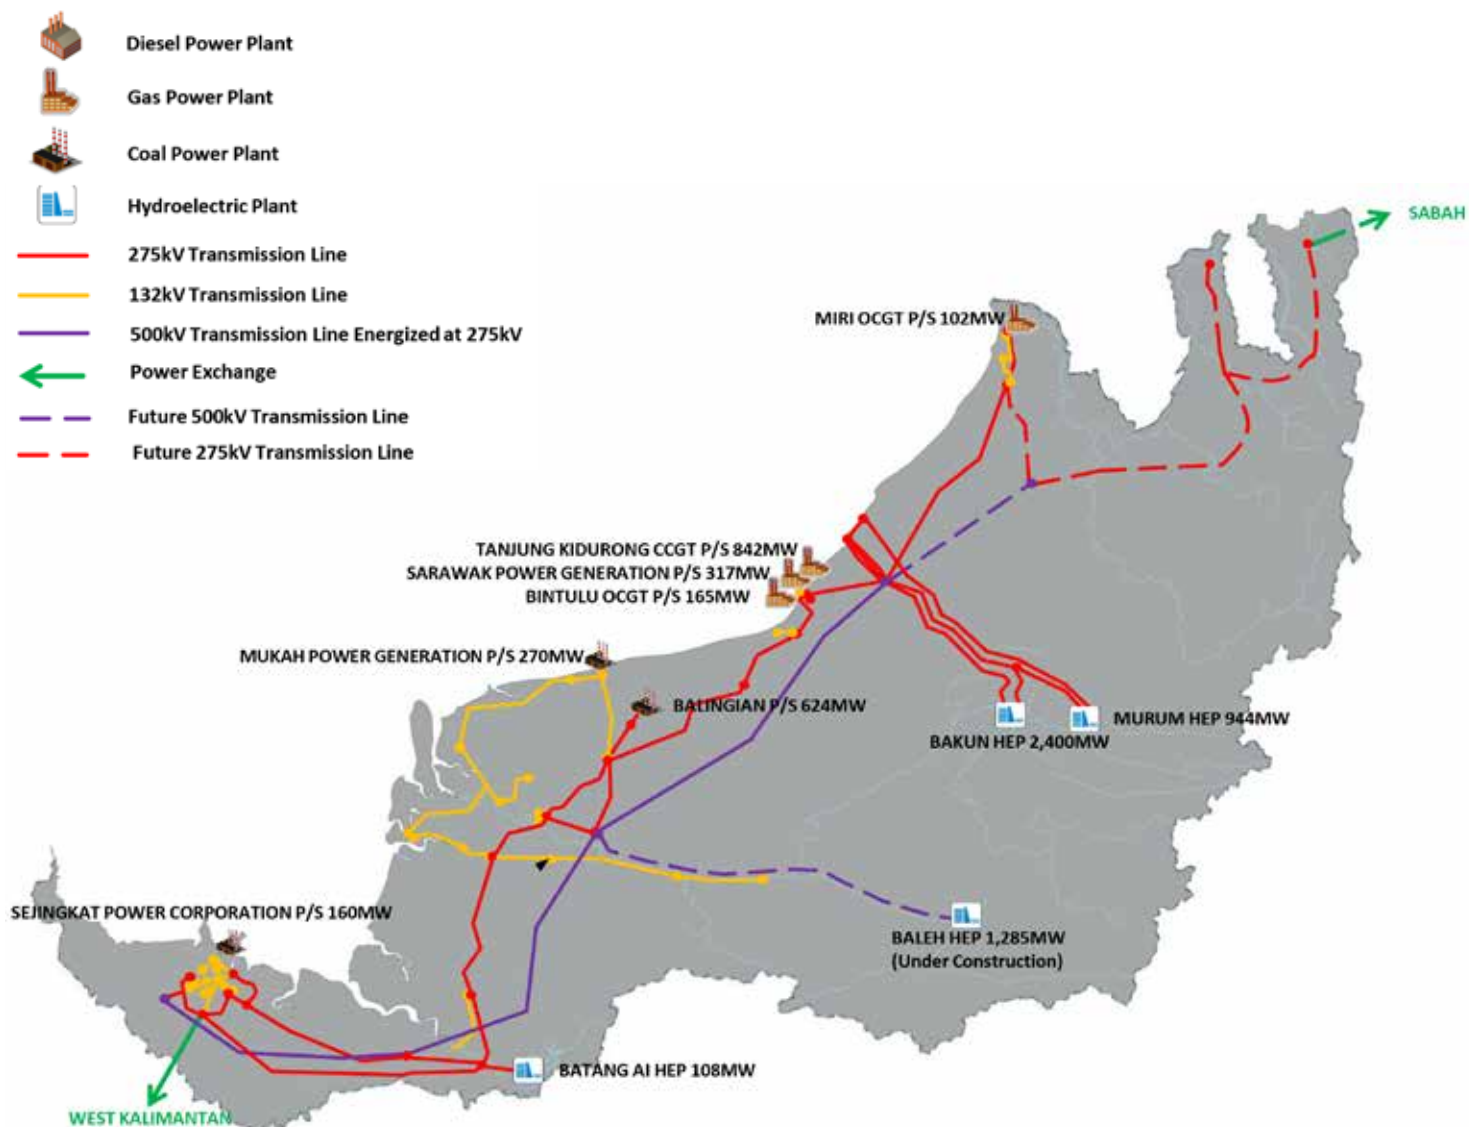 Diesel Power Plant
Gas Power Plant
Coal Power Plant
Hydroelectric Plant
275kV Transmission Line
132kV Transmission Line
500kV Transmission Line Energized at 275kV
Power Exchange
Future 500kV Transmission Line
Future 275kV Transmission Line
SABAH
MIRI OCGT P/S 102MW
TANJUNG KIDURONG CCGT P/S 842MW
SARAWAK POWER GENERATION P/S 317MW
BINTULU OCGT P/S 165MW
MUKAH POWER GENERATION P/S 270MW
BALINGIAN P/S 624MW
MURUM HEP 944MW
BAKUN HEP 2,400MW
SEJINGKAT POWER CORPORATION P/S 160MW
BALEH HEP 1,285MW
(Under Construction)
BATANG AI HEP 108MW
WEST KALIMANTAN